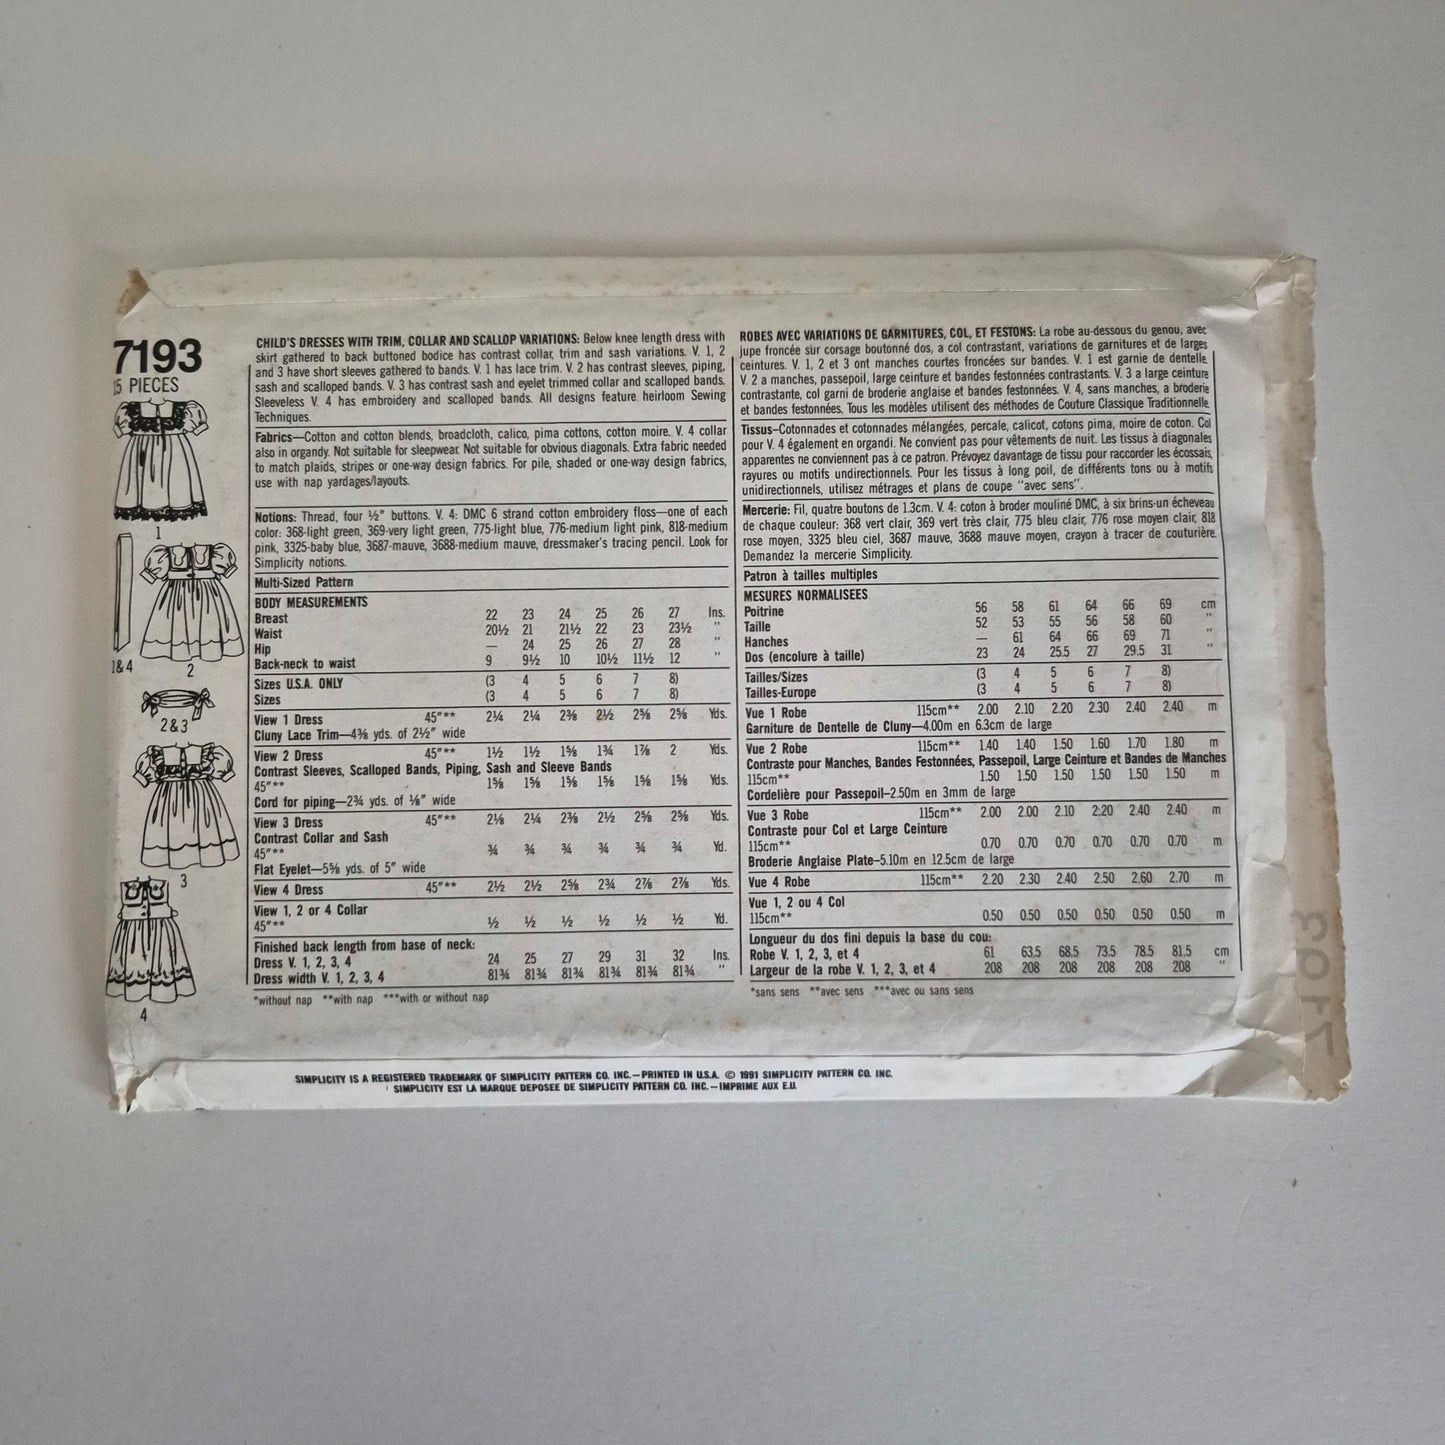 7193
15 PIECES
1
1&4
2
2&3
3
4
CHILD'S DRESSES WITH TRIM, COLLAR AND SCALLOP VARIATIONS: Below knee length dress with
skirt gathered to back buttoned bodice has contrast collar, trim and sash variations. V. 1, 2
and 3 have short sleeves gathered to bands. V. 1 has lace trim. V. 2 has contrast sleeves, piping,
sash and scalloped bands. V. 3 has contrast sash and eyelet trimmed collar and scalloped bands.
Sleeveless V. 4 has embroidery and scalloped bands. All designs feature heirloom Sewing
Techniques.
Fabrics—Cotton and cotton blends, broadcloth, calico, pima cottons, cotton moire. V. 4 collar
also in organdy. Not suitable for sleepwear. Not suitable for obvious diagonals. Extra fabric needed
to match plaids, stripes or one-way design fabrics. For pile, shaded or one-way design fabrics,
use with nap yardages/layouts.
Notions: Thread, four ½" buttons. V. 4: DMC 6 strand cotton embroidery floss—one of each
color: 368-light green, 369-very light green, 775-light blue, 776-medium light pink, 818-medium
pink, 3325-baby blue, 3687-mauve, 3688-medium mauve, dressmaker's tracing pencil. Look for
Simplicity notions.
Multi-Sized Pattern
BODY MEASUREMENTS
Breast 22 23 24 25 26 27 Ins.
Waist 20½ 21 21½ 22 23 23½ "
Hip — 24 25 26 27 28 "
Back-neck to waist 9 9½ 10 10½ 11½ 12 "
Sizes U.S.A. ONLY (3 4 5 6 7 8)
Sizes (3 4 5 6 7 8)
View 1 Dress 45"** 2¼ 2¼ 2⅜ 2½ 2⅝ 2⅝ Yds.
Cluny Lace Trim—4⅜ yds. of 2½" wide
View 2 Dress 45"** 1½ 1½ 1⅝ 1¾ 1⅞ 2 Yds.
Contrast Sleeves, Scalloped Bands, Piping, Sash and Sleeve Bands
45"** 1⅝ 1⅝ 1⅝ 1⅝ 1⅝ 1⅝ Yds.
Cord for piping—2¾ yds. of ⅛" wide
View 3 Dress 45"** 2⅛ 2¼ 2⅜ 2½ 2⅝ 2⅝ Yds.
Contrast Collar and Sash
45"** ¾ ¾ ¾ ¾ ¾ ¾ Yd.
Flat Eyelet—5⅝ yds. of 5" wide
View 4 Dress 45"** 2½ 2½ 2⅝ 2¾ 2⅞ 2⅞ Yds.
View 1, 2 or 4 Collar
45"** ½ ½ ½ ½ ½ ½ Yd.
Finished back length from base of neck:
Dress V. 1, 2, 3, 4 24 25 27 29 31 32 Ins.
Dress width V. 1, 2, 3, 4 81¾ 81¾ 81¾ 81¾ 81¾ 81¾ "
*without nap **with nap ***with or without nap
ROBES AVEC VARIATIONS DE GARNITURES, COL, ET FESTONS: La robe au-dessous du genou, avec
jupe froncée sur corsage boutonné dos, a col contrastant, variations de garnitures et de larges
ceintures. V. 1, 2 et 3 ont manches courtes froncées sur bandes. V. 1 est garnie de dentelle.
V. 2 a manches, passepoil, large ceinture et bandes festonnées contrastants. V. 3 a large ceinture
contrastante, col garni de broderie anglaise et bandes festonnées. V. 4, sans manches, a broderie
et bandes festonnées. Tous les modèles utilisent des méthodes de Couture Classique Traditionnelle.
Tissus—Cotonnades et cotonnades mélangées, percale, calicot, cotons pima, moire de coton. Col
pour V. 4 également en organdi. Ne convient pas pour vêtements de nuit. Les tissus à diagonales
apparentes ne conviennent pas à ce patron. Prévoyez davantage de tissu pour raccorder les écossais,
rayures ou motifs undirectionnels. Pour les tissus à long poil, de différents tons ou à motifs
unidirectionnels, utilisez métrages et plans de coupe "avec sens".
Mercerie: Fil, quatre boutons de 1.3cm. V. 4: coton à broder mouliné DMC, à six brins-un écheveau
de chaque couleur: 368 vert clair, 369 vert très clair, 775 bleu clair, 776 rose moyen clair, 818
rose moyen, 3325 bleu ciel, 3687 mauve, 3688 mauve moyen, crayon à tracer de couturière.
Demandez la mercerie Simplicity.
Patron à tailles multiples
MESURES NORMALISEES
Poitrine 56 58 61 64 66 69 cm
Taille 52 53 55 56 58 60 "
Hanches — 61 64 66 69 71 "
Dos (encolure à taille) 23 24 25.5 27 29.5 31 "
Tailles/Sizes (3 4 5 6 7 8)
Tailles-Europe (3 4 5 6 7 8)
Vue 1 Robe 115cm** 2.00 2.10 2.20 2.30 2.40 2.40 m
Garniture de Dentelle de Cluny—4.00m en 6.3cm de large
Vue 2 Robe 115cm** 1.40 1.40 1.50 1.60 1.70 1.80 m
Contraste pour Manches, Bandes Festonnées, Passepoil, Large Ceinture et Bandes de Manches
115cm** 1.50 1.50 1.50 1.50 1.50 1.50 m
Cordelière pour Passepoil—2.50m en 3mm de large
Vue 3 Robe 115cm** 2.00 2.00 2.10 2.20 2.40 2.40 m
Contraste pour Col et Large Ceinture
115cm** 0.70 0.70 0.70 0.70 0.70 0.70 m
Broderie Anglaise Plate—5.10m en 12.5cm de large
Vue 4 Robe 115cm** 2.20 2.30 2.40 2.50 2.60 2.70 m
Vue 1, 2 ou 4 Col
115cm** 0.50 0.50 0.50 0.50 0.50 0.50 m
Longueur du dos fini depuis la base du cou:
Robe V. 1, 2, 3, et 4 61 63.5 68.5 73.5 78.5 81.5 cm
Largeur de la robe V. 1, 2, 3, et 4 208 208 208 208 208 208 "
*sans sens **avec sens ***avec ou sans sens
7193
SIMPLICITY IS A REGISTERED TRADEMARK OF SIMPLICITY PATTERN CO. INC.—PRINTED IN U.S.A. © 1991 SIMPLICITY PATTERN CO. INC.
SIMPLICITY EST LA MARQUE DEPOSEE DE SIMPLICITY PATTERN CO. INC.—IMPRIME AUX E.U.